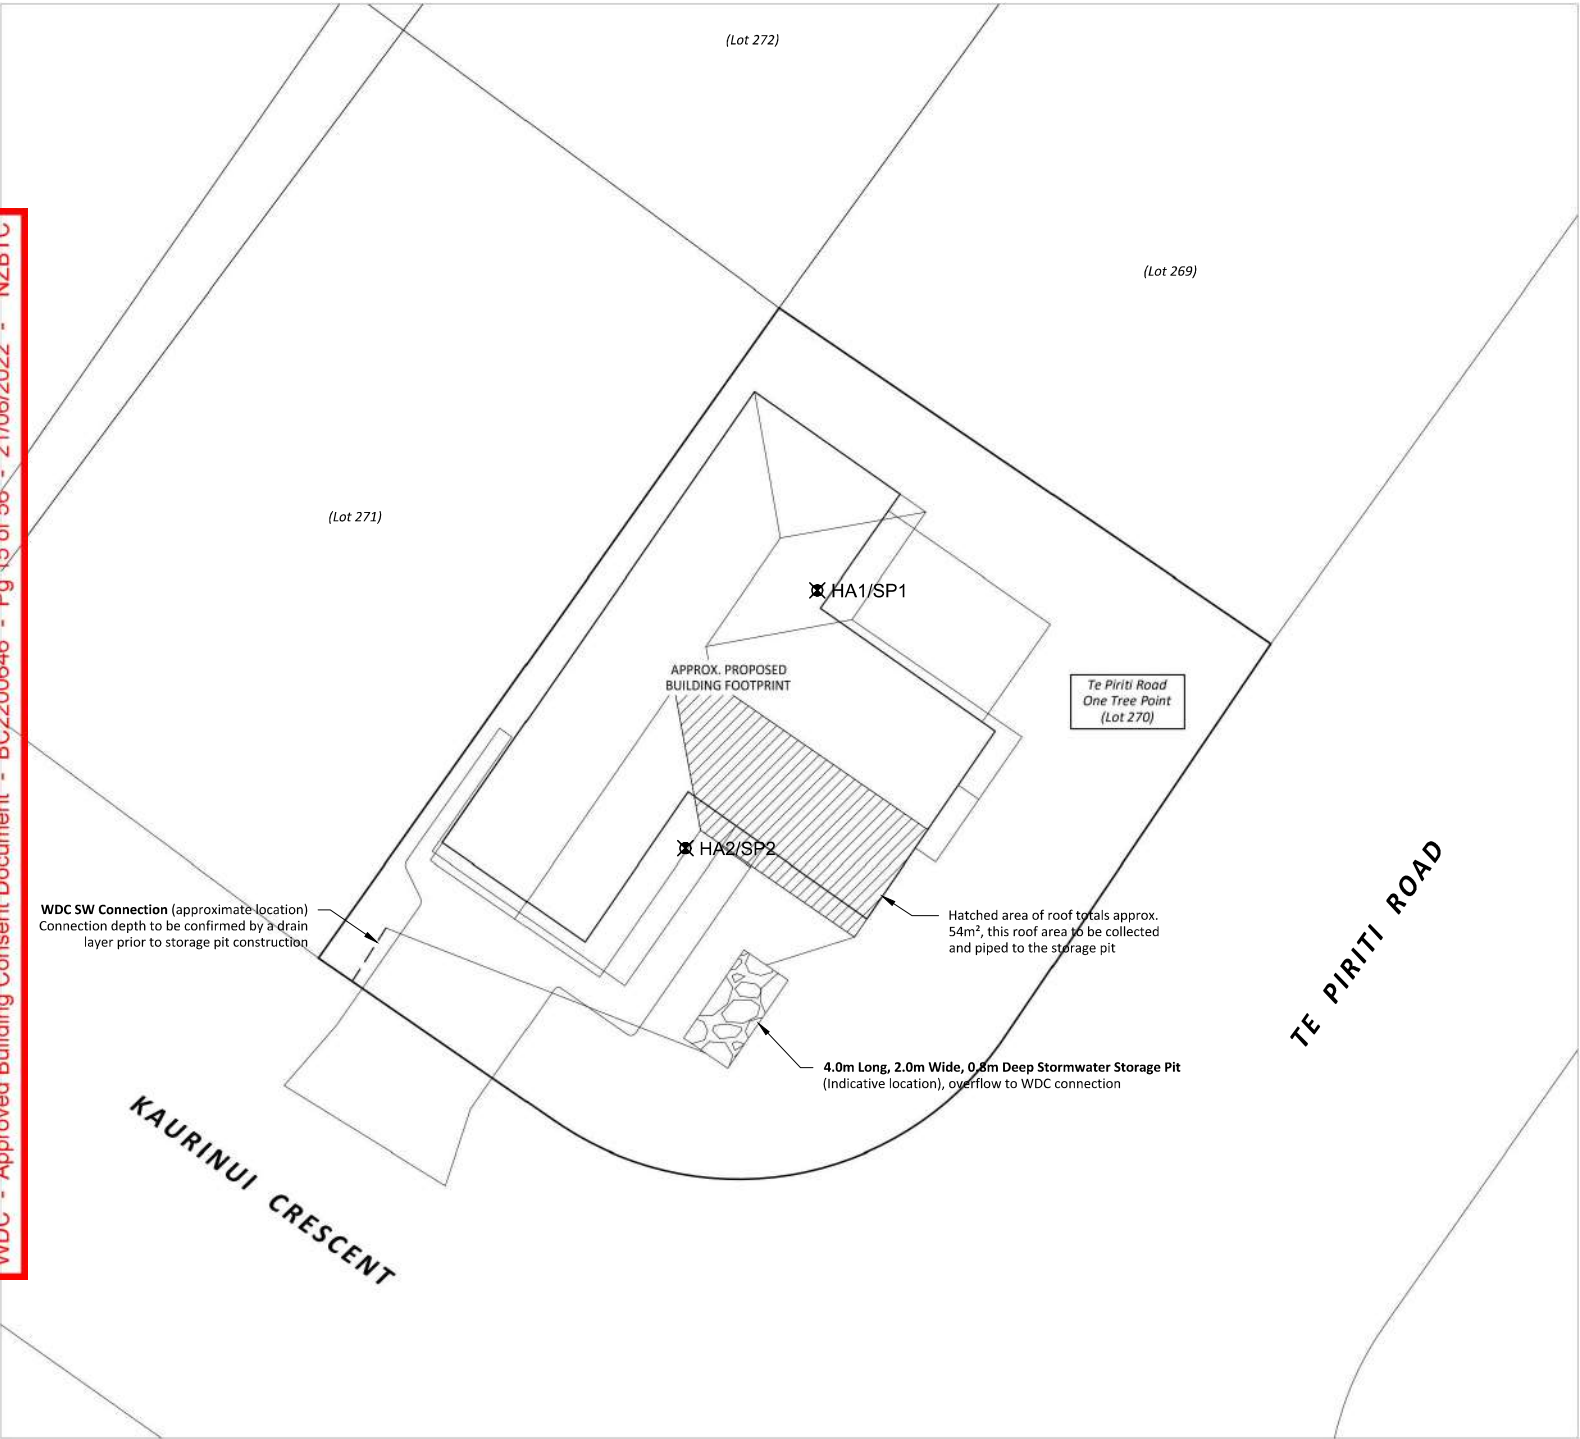 (Lot 272)
(Lot 269)
(Lot 271)
HA1/SP1
APPROX. PROPOSED
BUILDING FOOTPRINT
Te Piriti Road
One Tree Point
(Lot 270)
HA2/SP2
WDC SW Connection (approximate location)
Connection depth to be confirmed by a drain
layer prior to storage pit construction
Hatched area of roof totals approx.
54m², this roof area to be collected
and piped to the storage pit
4.0m Long, 2.0m Wide, 0.8m Deep Stormwater Storage Pit
(Indicative location), overflow to WDC connection
TE PIRITI ROAD
KAURINUI CRESCENT
WDC - Approved Building Consent Document - Pg 15 of 56 - 21/06/2022 -